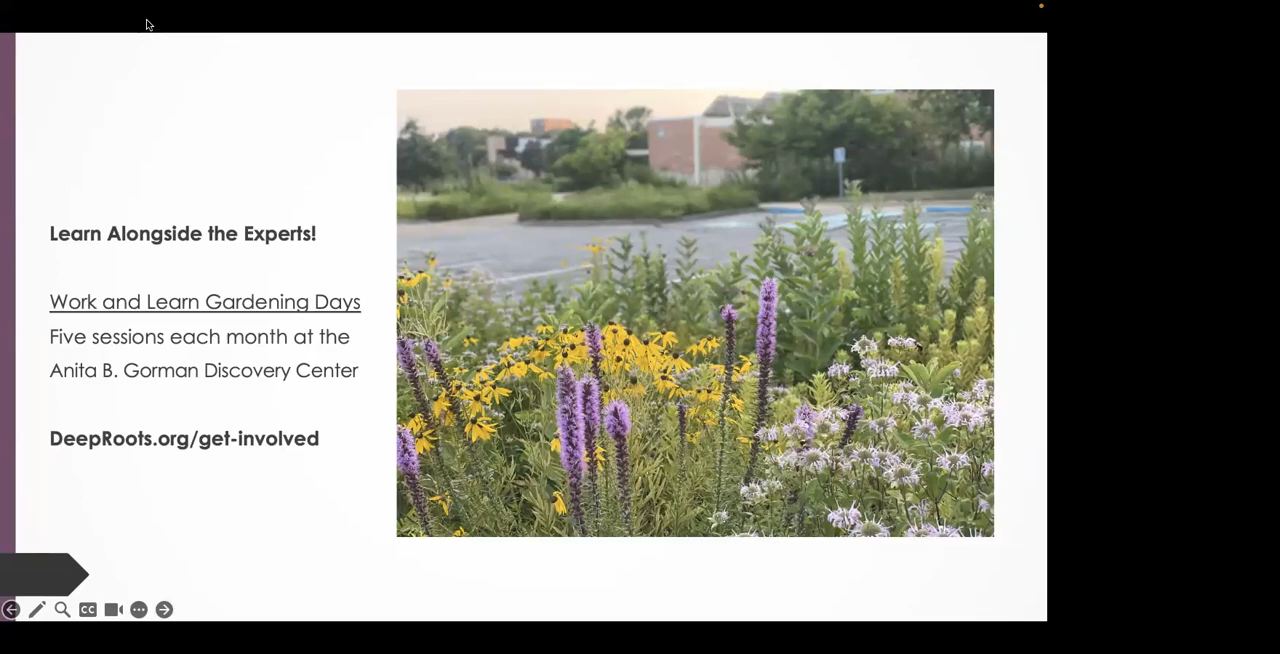 Learn Alongside the Experts!
Work and Learn Gardening Days
Five sessions each month at the
Anita B. Gorman Discovery Center
DeepRoots.org/get-involved
CC